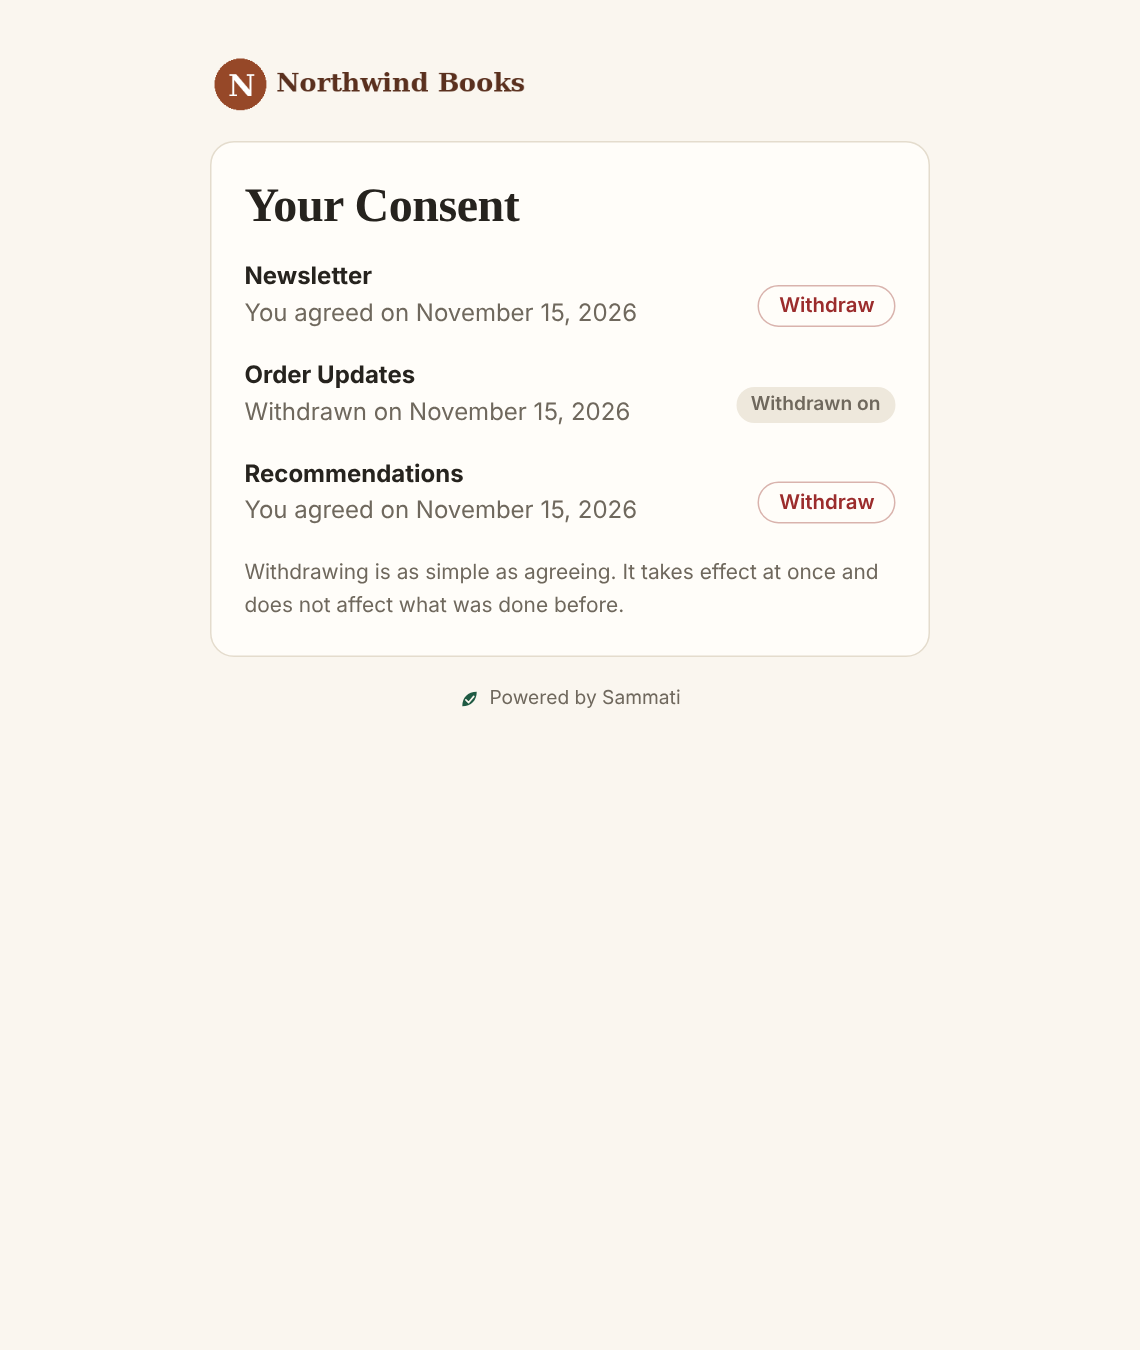 N Northwind Books
Your Consent
Newsletter
You agreed on November 15, 2026
Withdraw
Order Updates
Withdrawn on November 15, 2026
Withdrawn on
Recommendations
You agreed on November 15, 2026
Withdraw
Withdrawing is as simple as agreeing. It takes effect at once and
does not affect what was done before.
Powered by Sammati